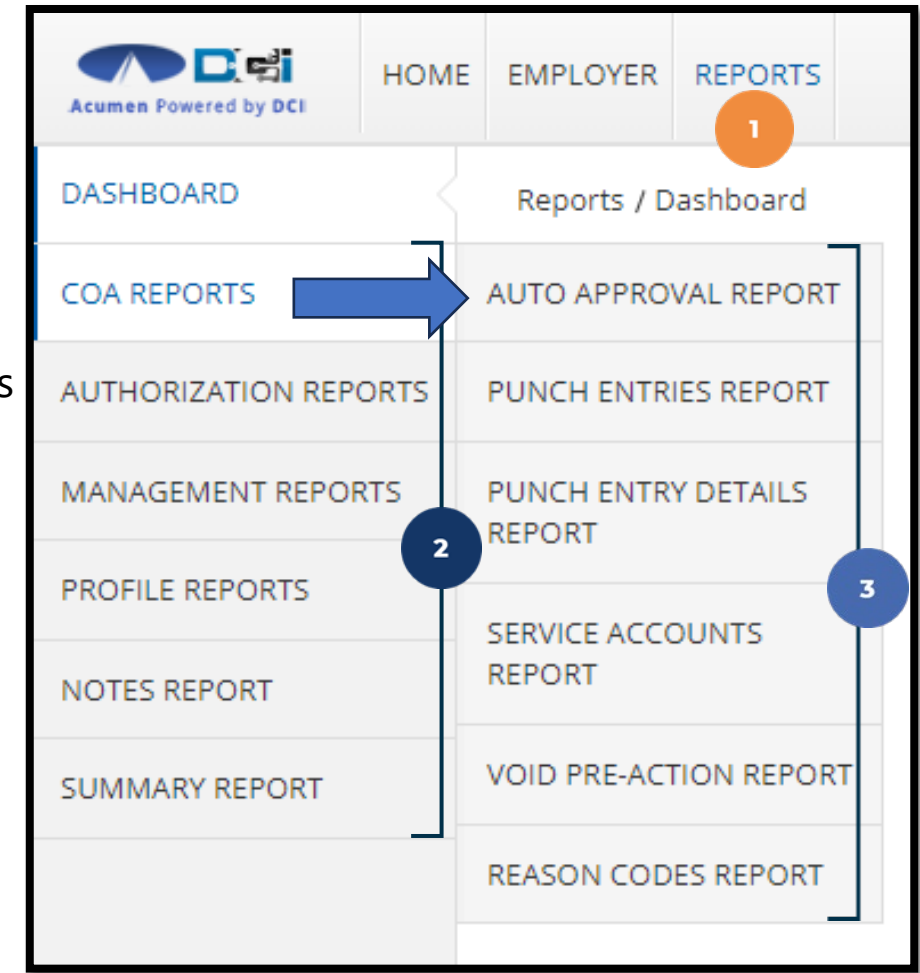 DCI
Acumen Powered by DCI
HOME
EMPLOYER
REPORTS
1
DASHBOARD
Reports / Dashboard
COA REPORTS
AUTO APPROVAL REPORT
s
AUTHORIZATION REPORTS
PUNCH ENTRIES REPORT
MANAGEMENT REPORTS
PUNCH ENTRY DETAILS
REPORT
2
PROFILE REPORTS
3
SERVICE ACCOUNTS
REPORT
NOTES REPORT
VOID PRE-ACTION REPORT
SUMMARY REPORT
REASON CODES REPORT